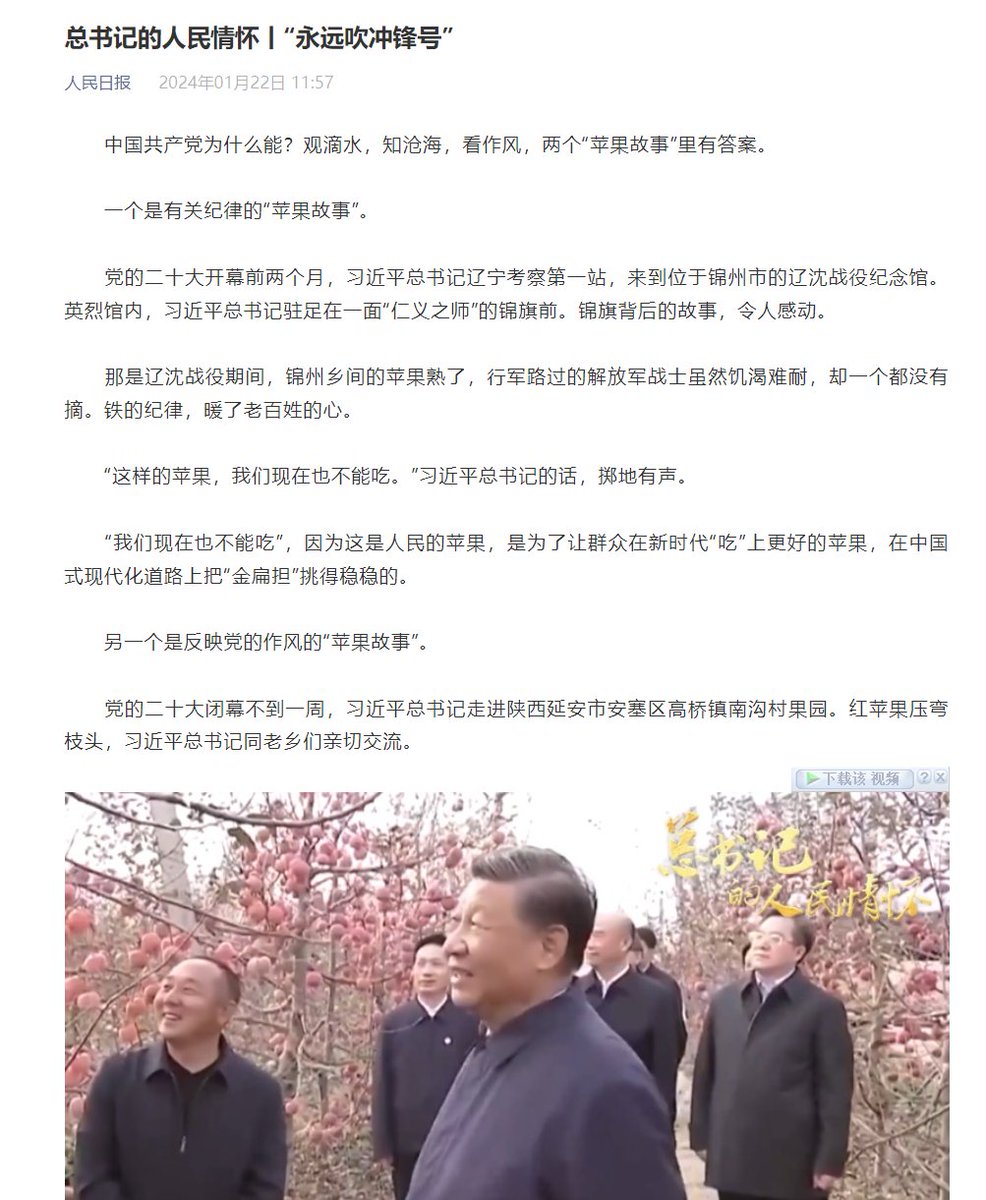 总书记的人民情怀丨“永远吹冲锋号”
人民日报 2024年01月22日 11:57
中国共产党为什么能？观滴水，知沧海，看作风，两个“苹果故事”里有答案。
一个是有关纪律的“苹果故事”。
党的二十大开幕前两个月，习近平总书记辽宁考察第一站，来到位于锦州市的辽沈战役纪念馆。
英烈馆内，习近平总书记驻足在一面“仁义之师”的锦旗前。锦旗背后的故事，令人感动。
那是辽沈战役期间，锦州乡间的苹果熟了，行军路过的解放军战士虽然饥渴难耐，却一个都没有
摘。铁的纪律，暖了老百姓的心。
“这样的苹果，我们现在也不能吃。”习近平总书记的话，掷地有声。
“我们现在也不能吃”，因为这是人民的苹果，是为了让群众在新时代“吃”上更好的苹果，在中国
式现代化道路上把“金扁担”挑得稳稳的。
另一个是反映党的作风的“苹果故事”。
党的二十大闭幕不到一周，习近平总书记走进陕西延安市安塞区高桥镇南沟村果园。红苹果压弯
枝头，习近平总书记同老乡们亲切交流。
下载该 视频 ? x
总书记
的人民情怀